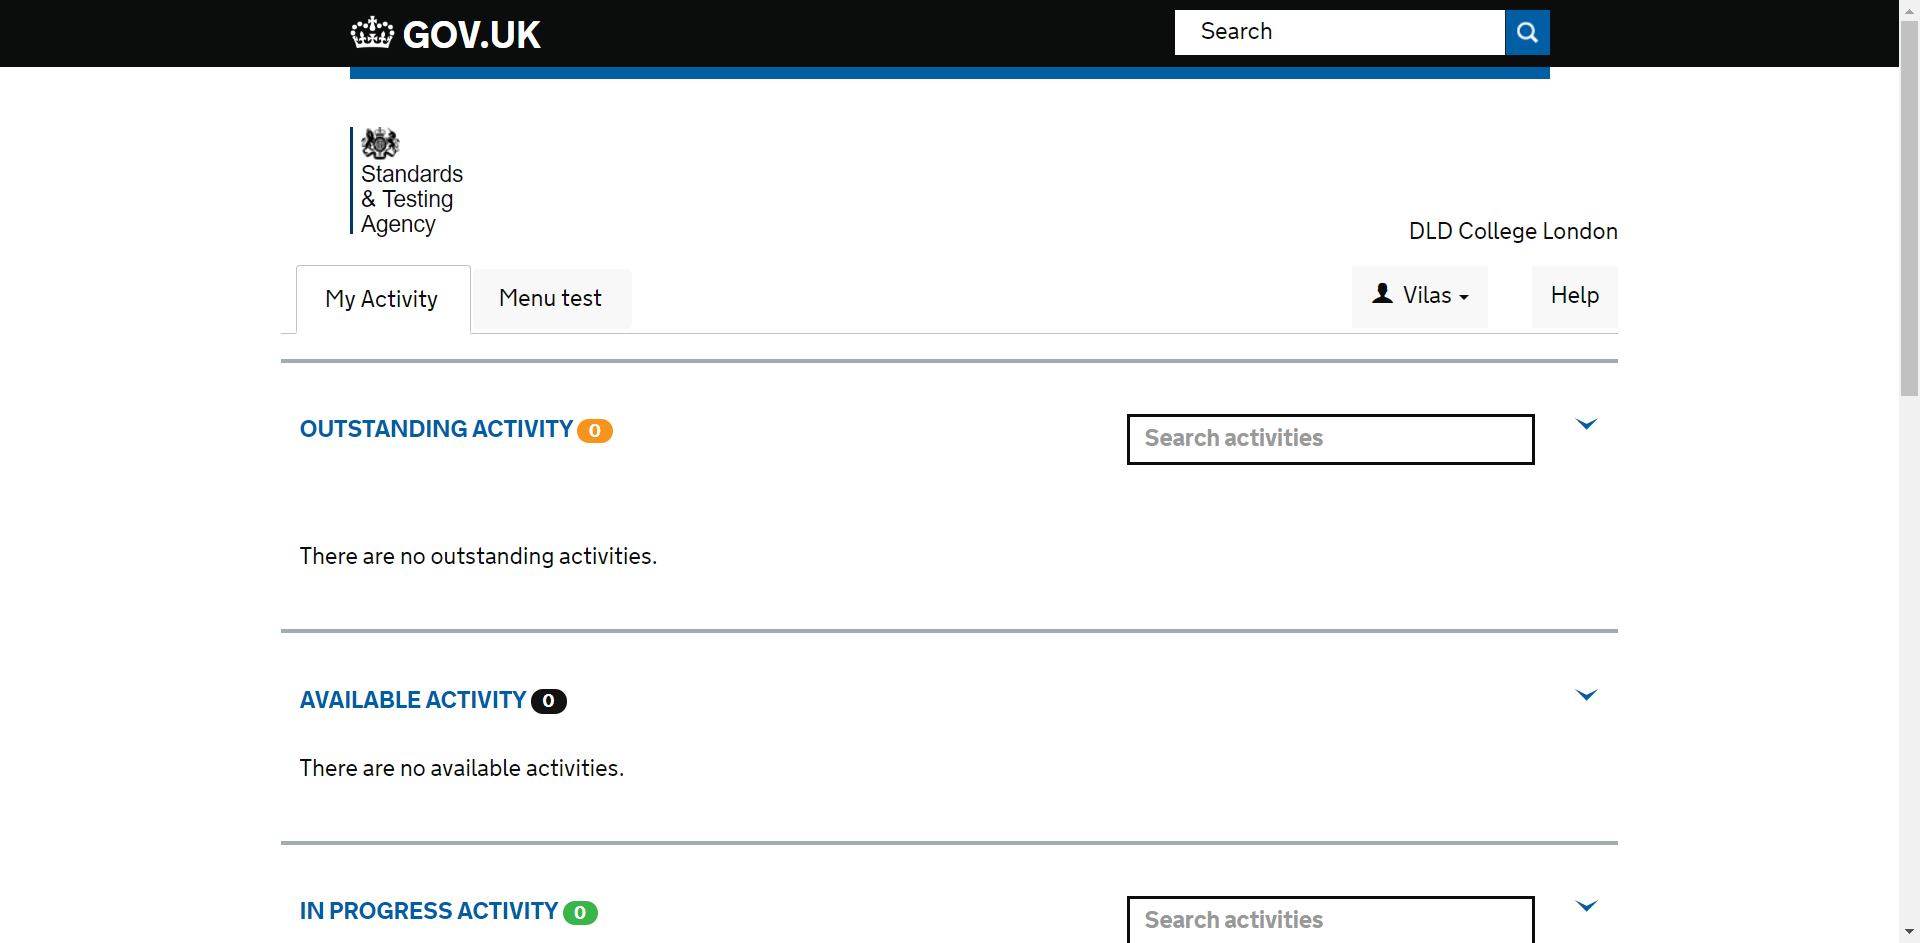 GOV.UK
Search
Standards
& Testing
Agency
DLD College London
My Activity
Menu test
Vilas
Help
OUTSTANDING ACTIVITY 0
Search activities
There are no outstanding activities.
AVAILABLE ACTIVITY 0
There are no available activities.
IN PROGRESS ACTIVITY 0
Search activities